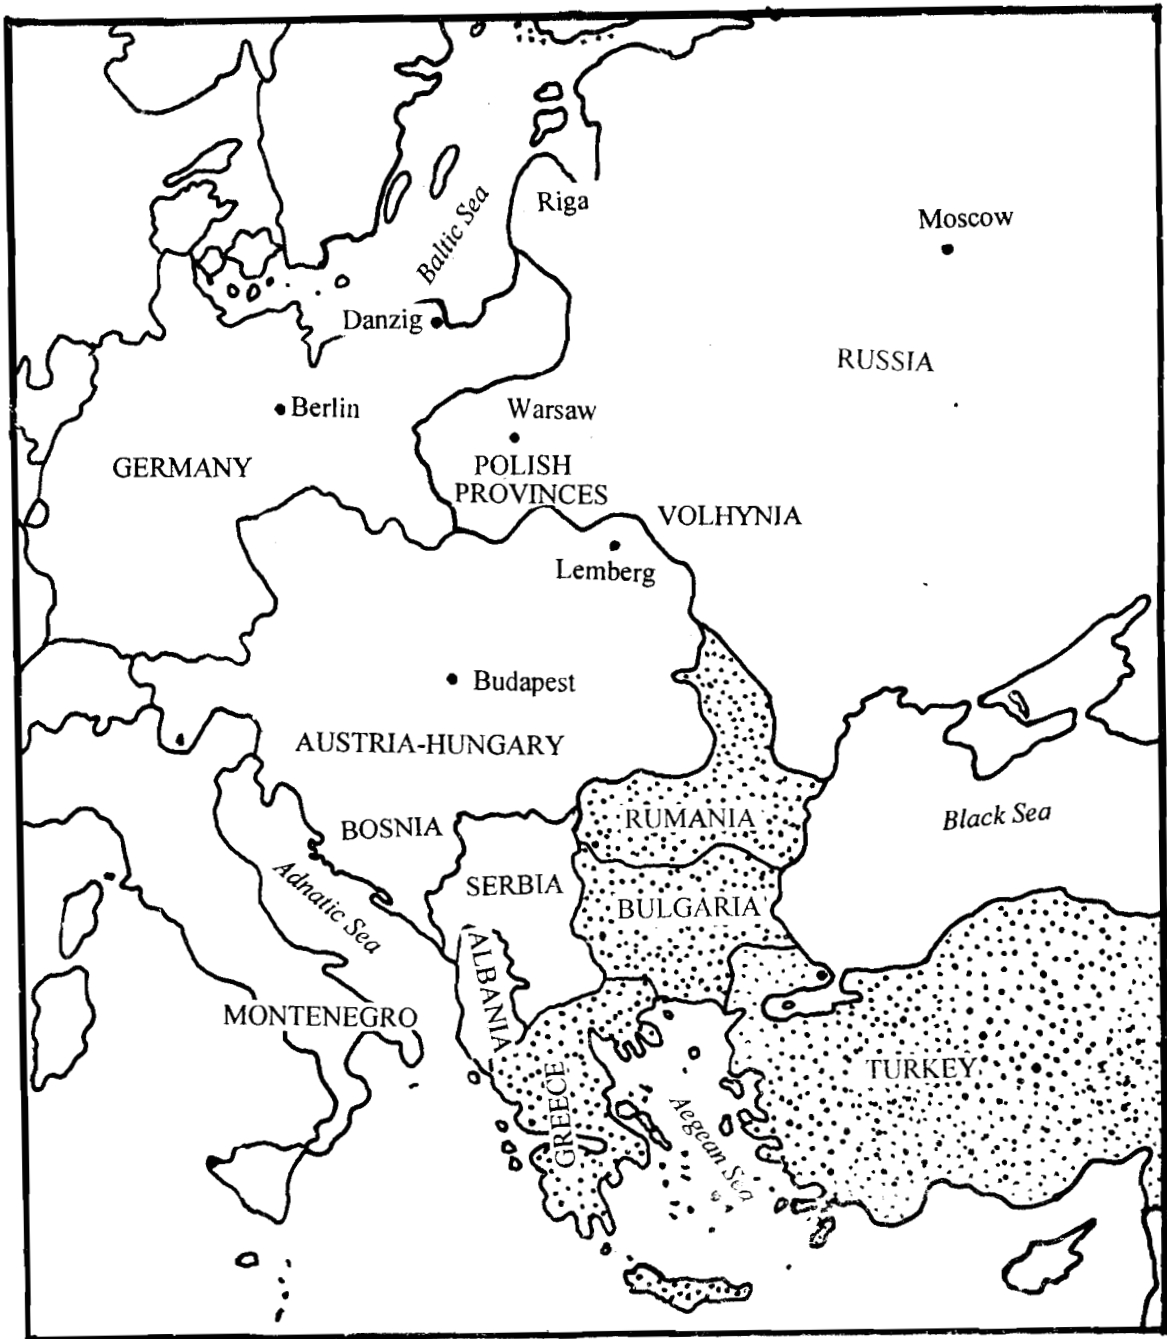 Riga
Moscow
Baltic Sea
Danzig
RUSSIA
Berlin
Warsaw
GERMANY
POLISH
PROVINCES
VOLHYNIA
Lemberg
Budapest
AUSTRIA-HUNGARY
BOSNIA
RUMANIA
Black Sea
SERBIA
Adnatic Sea
BULGARIA
ALBANIA
MONTENEGRO
TURKEY
GREECE
Aegean Sea